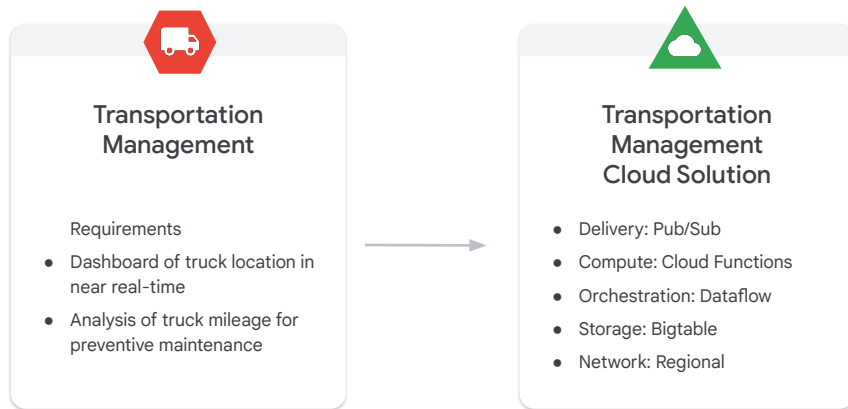 Transportation
Management
Requirements
● Dashboard of truck location in
near real-time
● Analysis of truck mileage for
preventive maintenance
Transportation
Management
Cloud Solution
● Delivery: Pub/Sub
● Compute: Cloud Functions
● Orchestration: Dataflow
● Storage: Bigtable
● Network: Regional